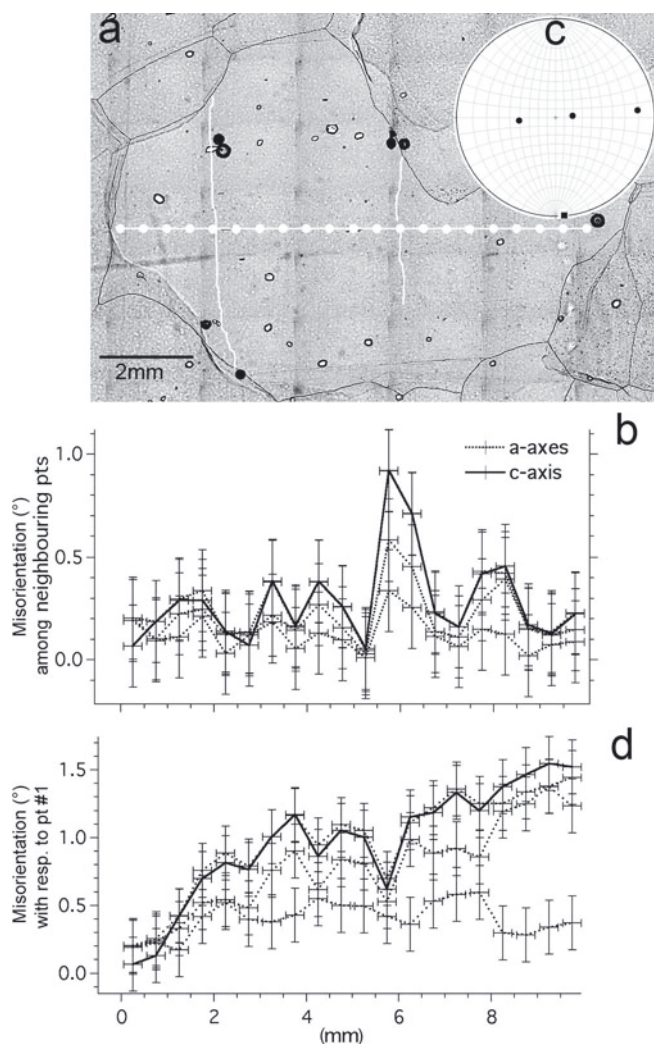 a
c
2mm
b
1.0
0.5
0.0
Misorientation (°)
among neighbouring pts
a-axes
c-axis
d
1.5
1.0
0.5
0.0
Misorientation (°)
with resp. to pt #1
0
2
4
6
8
(mm)